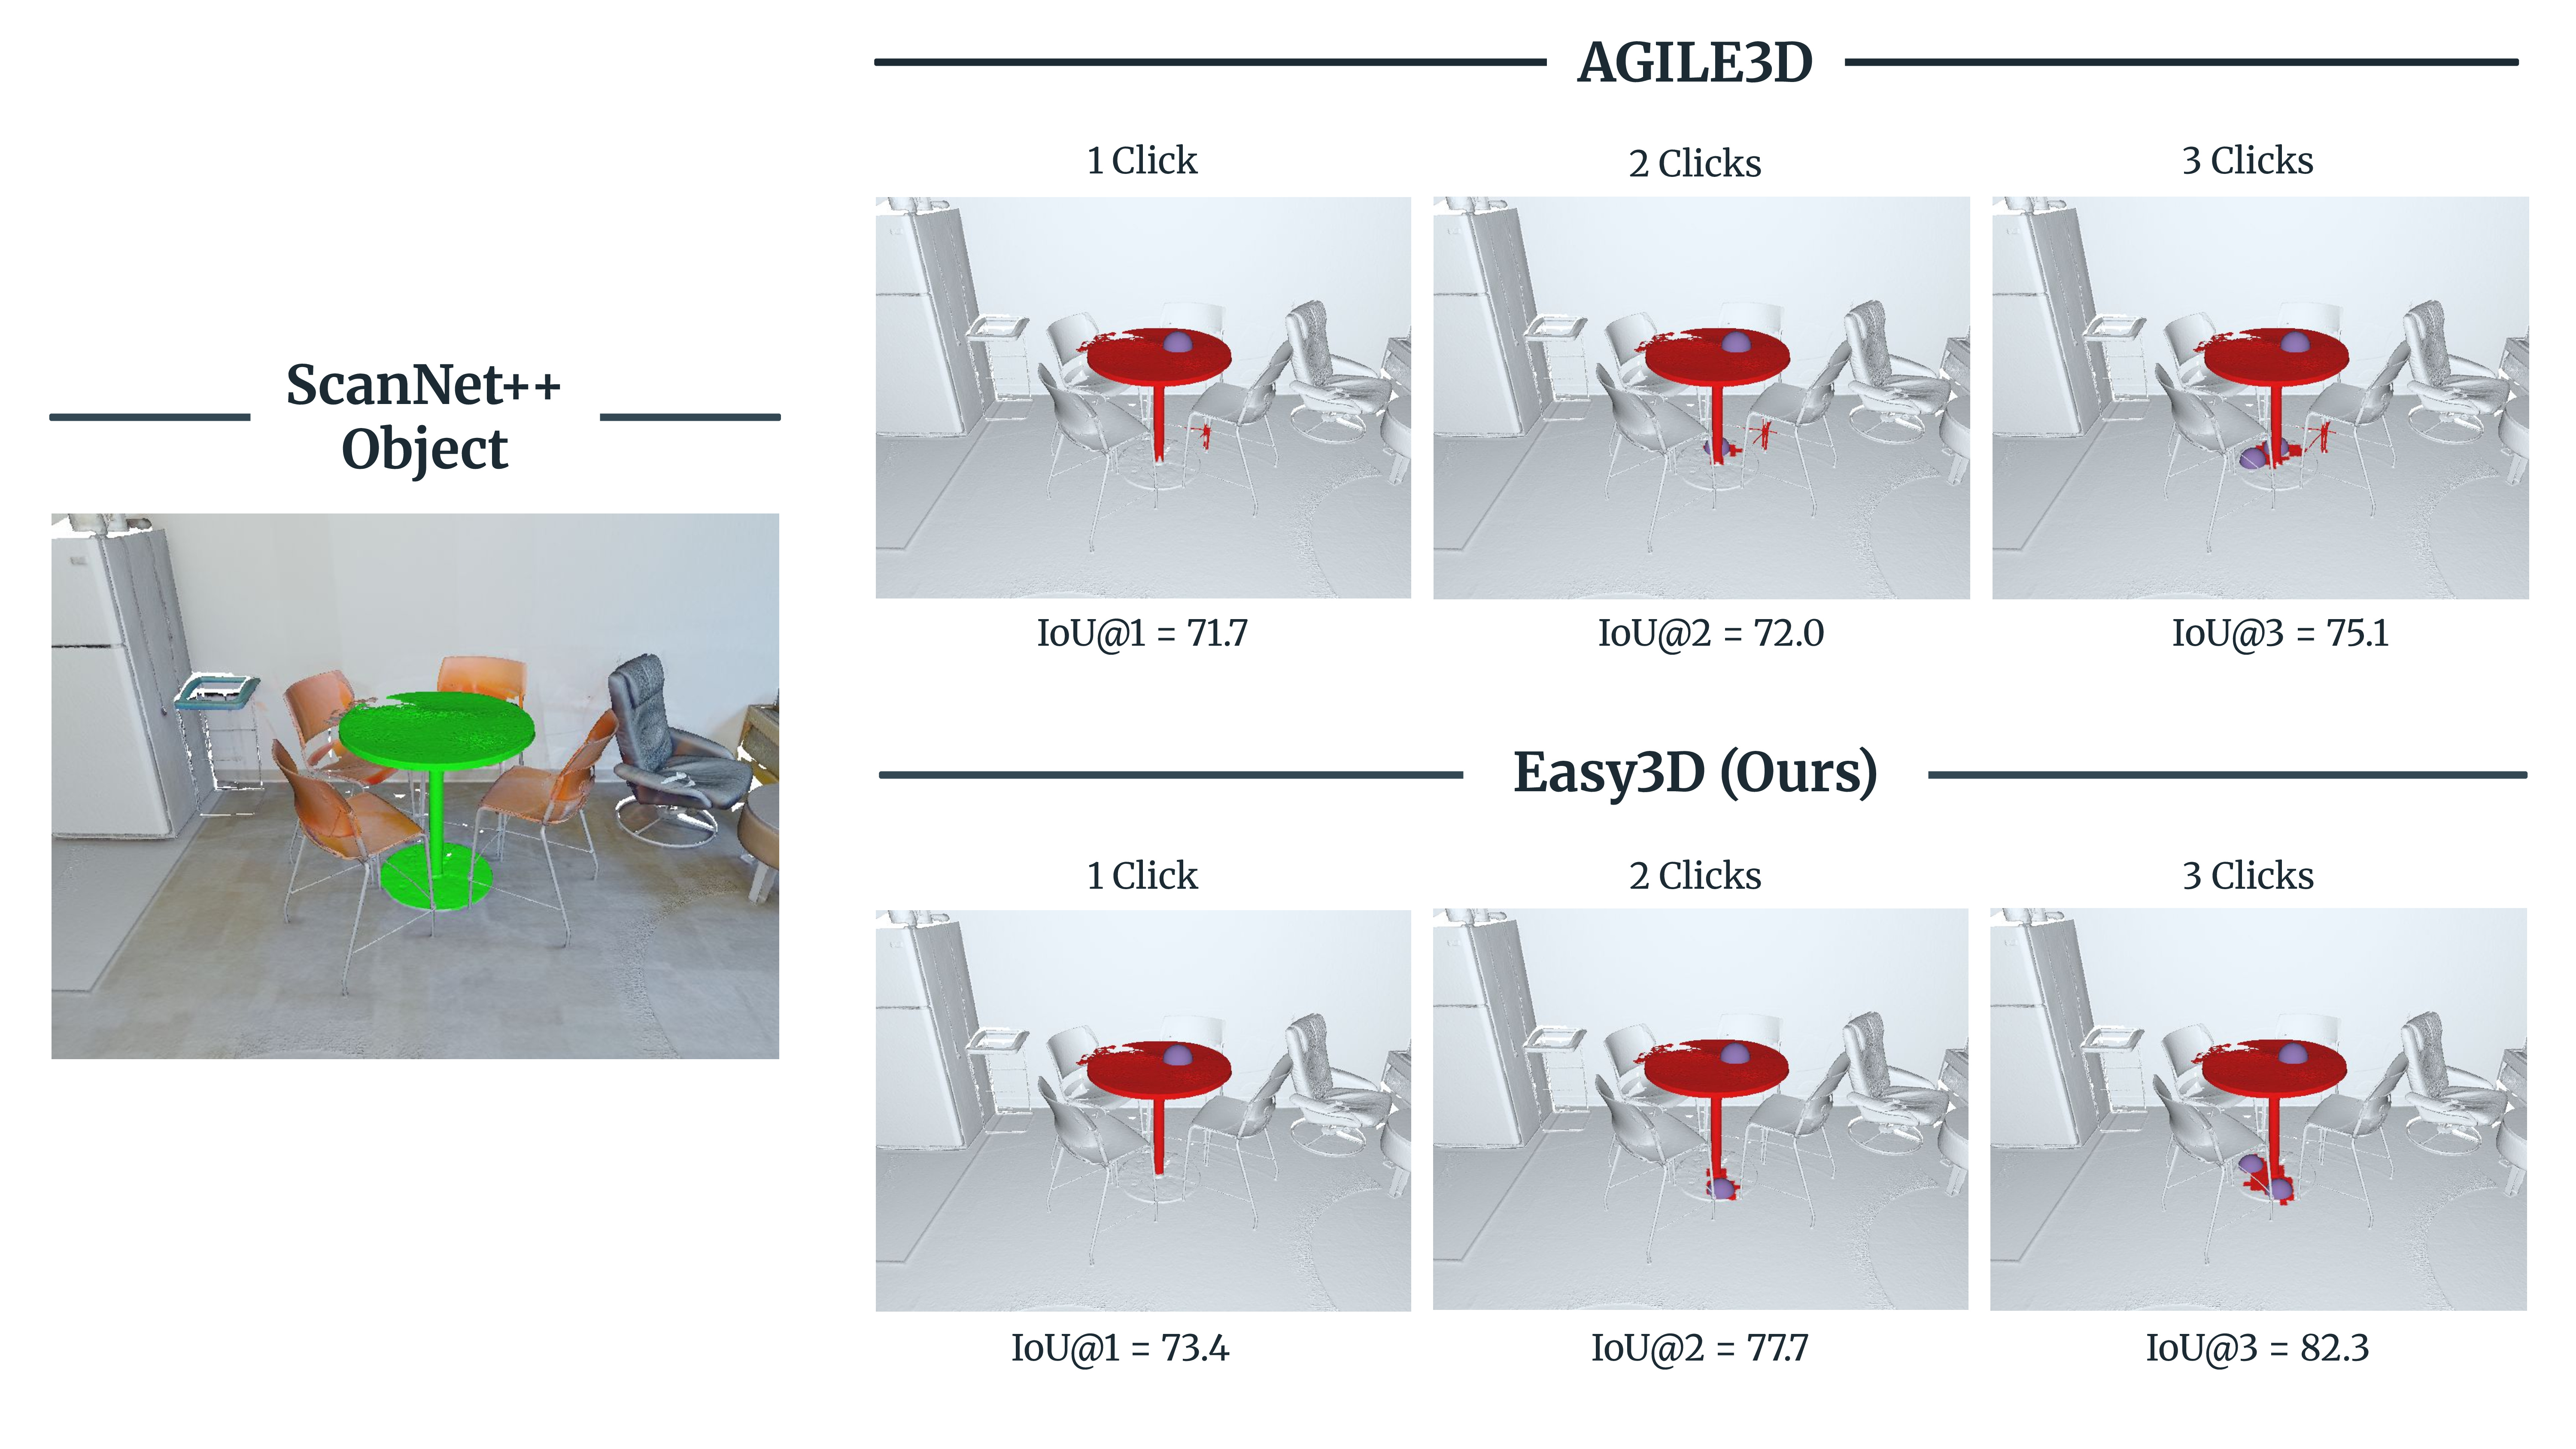 ScanNet++
Object
AGILE3D
1 Click
2 Clicks
3 Clicks
IoU@1 = 71.7
IoU@2 = 72.0
IoU@3 = 75.1
Easy3D (Ours)
1 Click
2 Clicks
3 Clicks
IoU@1 = 73.4
IoU@2 = 77.7
IoU@3 = 82.3